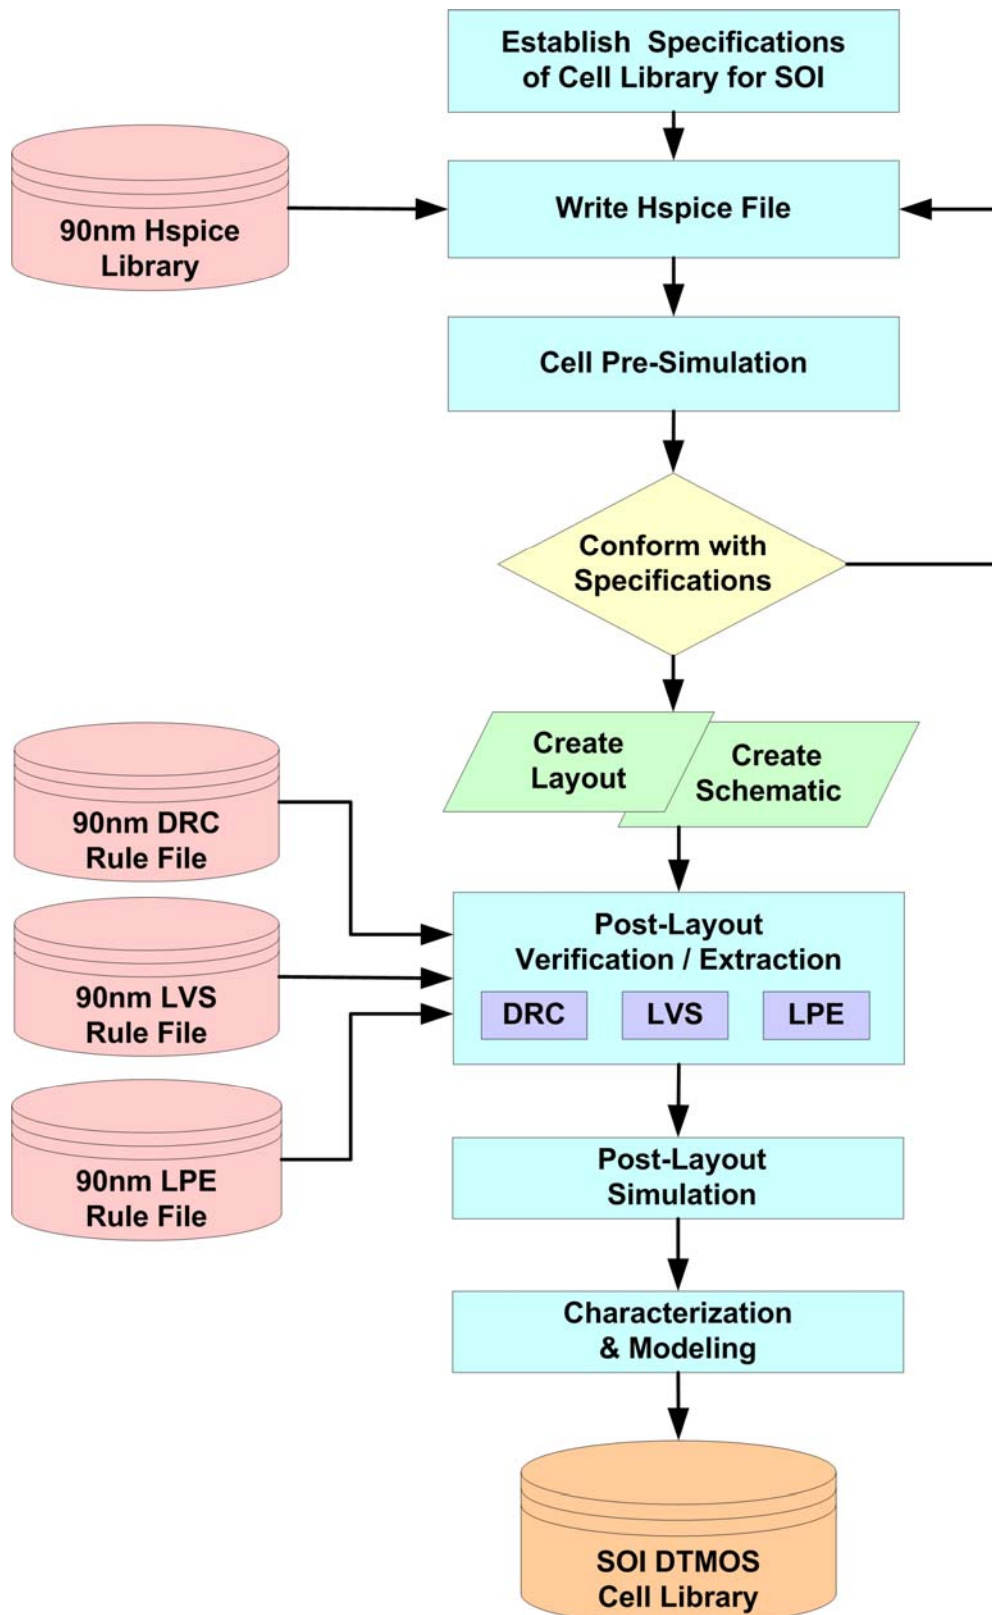 Establish Specifications
of Cell Library for SOI
90nm Hspice
Library
Write Hspice File
Cell Pre-Simulation
Conform with
Specifications
Create
Layout
Create
Schematic
90nm DRC
Rule File
90nm LVS
Rule File
90nm LPE
Rule File
Post-Layout
Verification / Extraction
DRC
LVS
LPE
Post-Layout
Simulation
Characterization
& Modeling
SOI DTMOS
Cell Library